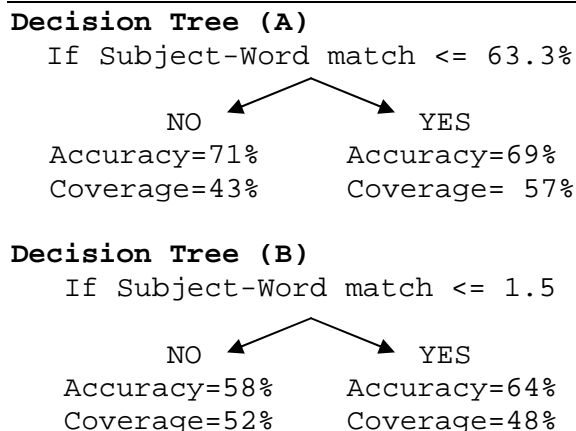 Decision Tree (A)
If Subject-Word match <= 63.3%
NO YES
Accuracy=71% Accuracy=69%
Coverage=43% Coverage= 57%
Decision Tree (B)
If Subject-Word match <= 1.5
NO YES
Accuracy=58% Accuracy=64%
Coverage=52% Coverage=48%